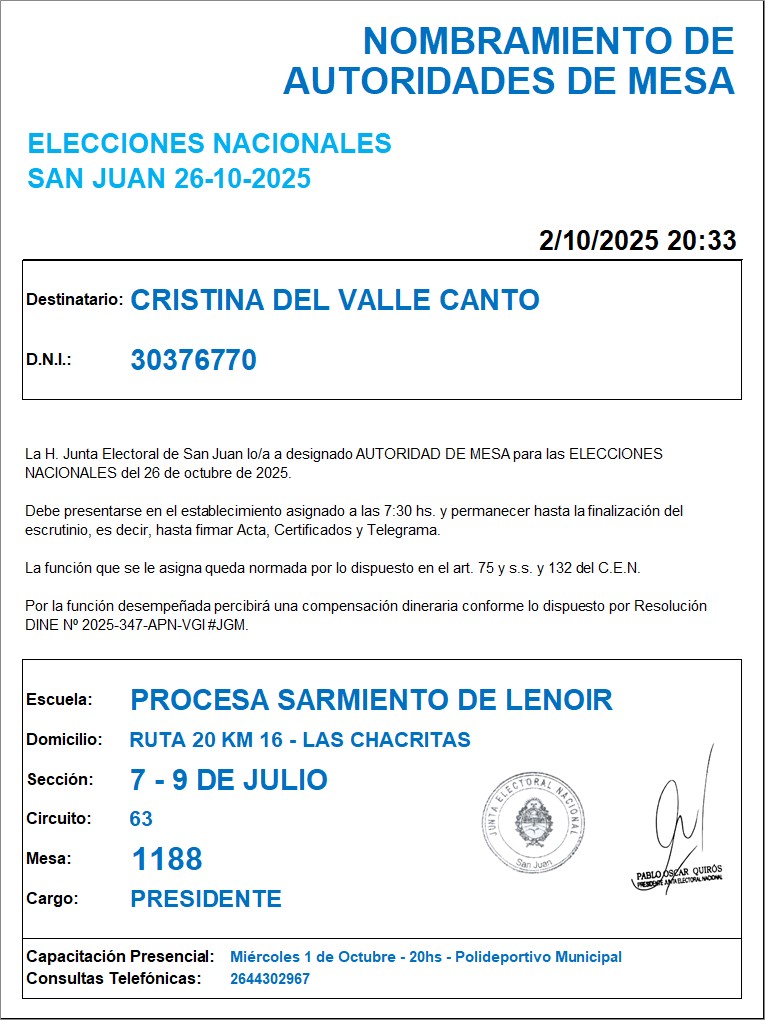 NOMBRAMIENTO DE
AUTORIDADES DE MESA
ELECCIONES NACIONALES
SAN JUAN 26-10-2025
2/10/2025 20:33
Destinatario: CRISTINA DEL VALLE CANTO
D.N.I.: 30376770
La H. Junta Electoral de San Juan lo/a a designado AUTORIDAD DE MESA para las ELECCIONES
NACIONALES del 26 de octubre de 2025.
Debe presentarse en el establecimiento asignado a las 7:30 hs. y permanecer hasta la finalización del
escrutinio, es decir, hasta firmar Acta, Certificados y Telegrama.
La función que se le asigna queda normada por lo dispuesto en el art. 75 y s.s. y 132 del C.E.N.
Por la función desempeñada percibirá una compensación dineraria conforme lo dispuesto por Resolución
DINE Nº 2025-347-APN-VGI#JGM.
Escuela: PROCESA SARMIENTO DE LENOIR
Domicilio: RUTA 20 KM 16 - LAS CHACRITAS
Sección: 7 - 9 DE JULIO
Circuito: 63
Mesa: 1188
Cargo: PRESIDENTE
JUNTA ELECTORAL NACIONAL
San Juan
PABLO OSCAR QUIRÓS
PRESIDENTE JUNTA ELECTORAL NACIONAL
Capacitación Presencial: Miércoles 1 de Octubre - 20hs - Polideportivo Municipal
Consultas Telefónicas: 2644302967